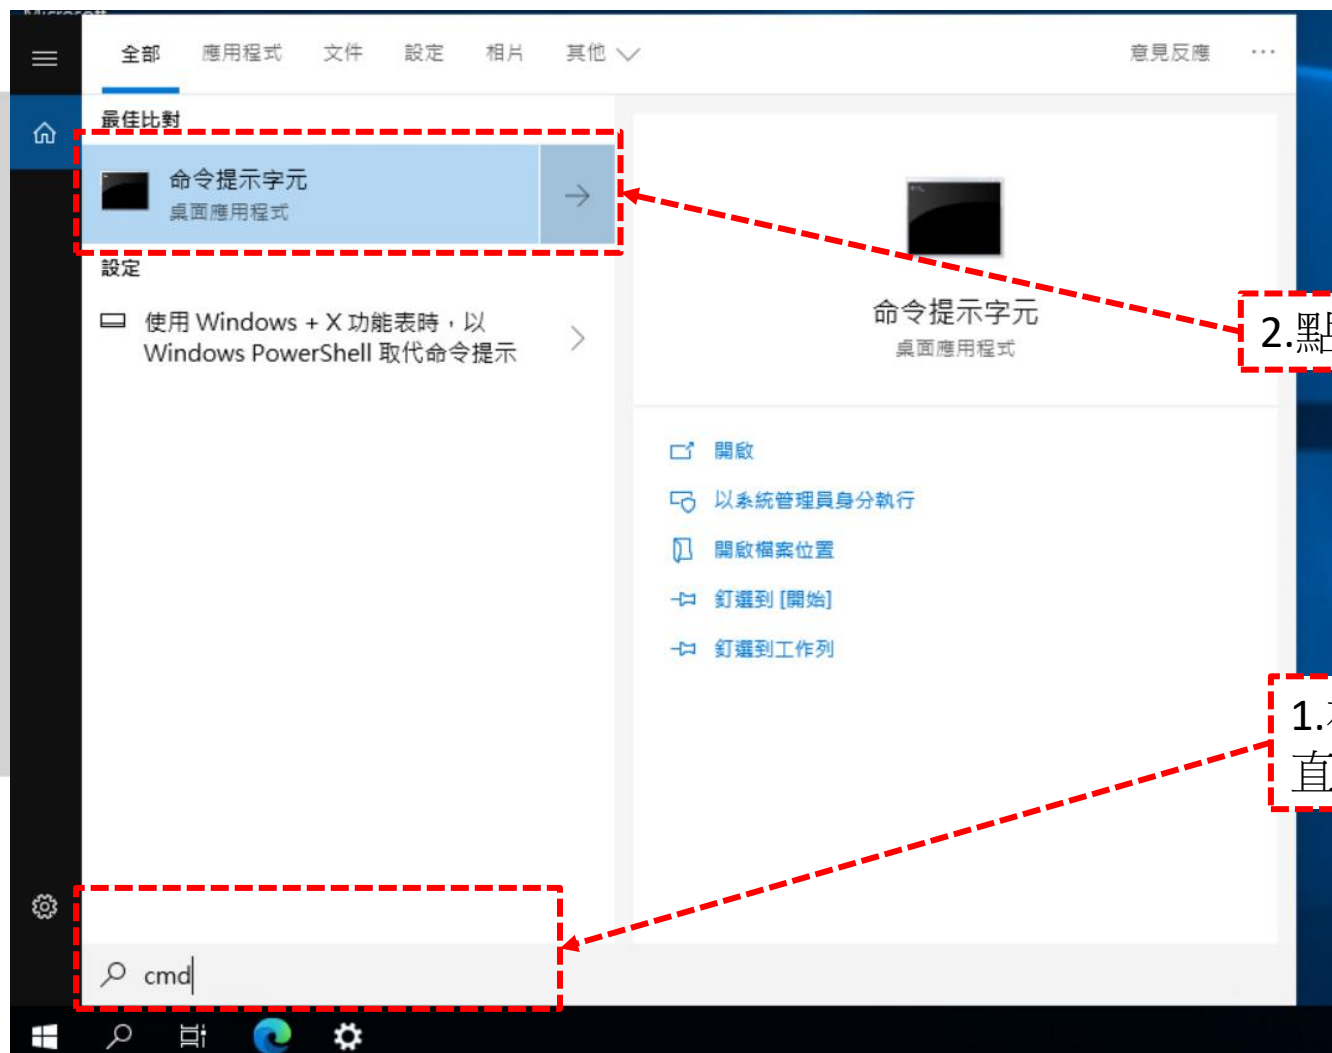 全部 應用程式 文件 設定 相片 其他 意見反應 ...
最佳比對
命令提示字元
桌面應用程式
設定
使用 Windows + X 功能表時，以
Windows PowerShell 取代命令提示
命令提示字元
桌面應用程式
2.點
開啟
以系統管理員身分執行
開啟檔案位置
釘選到 [開始]
釘選到工作列
1.
直
cmd